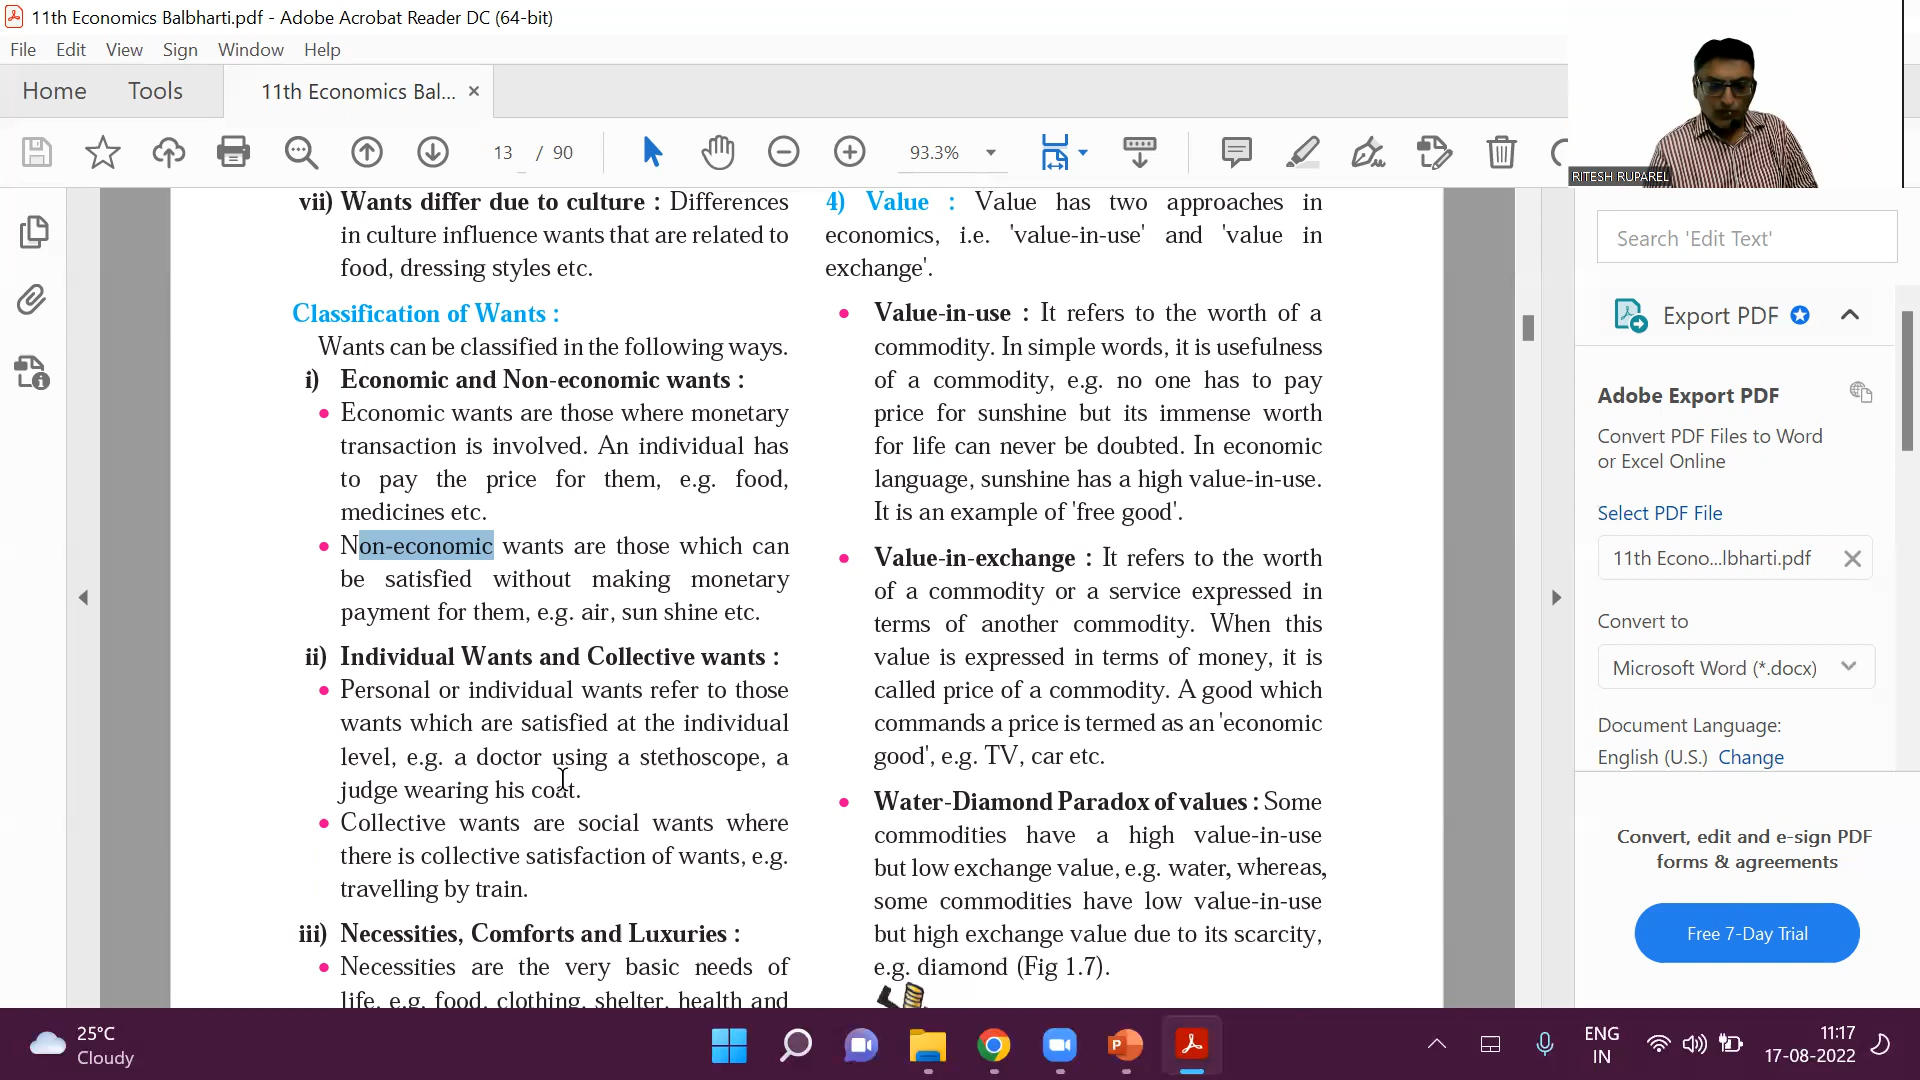 11th Economics Balbharti.pdf - Adobe Acrobat Reader DC (64-bit)
File Edit View Sign Window Help
Home Tools 11th Economics Bal... ×
13 / 90 93.3%
RITESH RUPAREL
vii) Wants differ due to culture : Differences
in culture influence wants that are related to
food, dressing styles etc.
Classification of Wants :
Wants can be classified in the following ways.
i) Economic and Non-economic wants :
• Economic wants are those where monetary
transaction is involved. An individual has
to pay the price for them, e.g. food,
medicines etc.
• Non-economic wants are those which can
be satisfied without making monetary
payment for them, e.g. air, sun shine etc.
ii) Individual Wants and Collective wants :
• Personal or individual wants refer to those
wants which are satisfied at the individual
level, e.g. a doctor using a stethoscope, a
judge wearing his coat.
• Collective wants are social wants where
there is collective satisfaction of wants, e.g.
travelling by train.
iii) Necessities, Comforts and Luxuries :
• Necessities are the very basic needs of
life, e.g. food, clothing, shelter, health and
4) Value : Value has two approaches in
economics, i.e. 'value-in-use' and 'value in
exchange'.
• Value-in-use : It refers to the worth of a
commodity. In simple words, it is usefulness
of a commodity, e.g. no one has to pay
price for sunshine but its immense worth
for life can never be doubted. In economic
language, sunshine has a high value-in-use.
It is an example of 'free good'.
• Value-in-exchange : It refers to the worth
of a commodity or a service expressed in
terms of another commodity. When this
value is expressed in terms of money, it is
called price of a commodity. A good which
commands a price is termed as an 'economic
good', e.g. TV, car etc.
• Water-Diamond Paradox of values : Some
commodities have a high value-in-use
but low exchange value, e.g. water, whereas,
some commodities have low value-in-use
but high exchange value due to its scarcity,
e.g. diamond (Fig 1.7).
Search 'Edit Text'
Export PDF
Adobe Export PDF
Convert PDF Files to Word
or Excel Online
Select PDF File
11th Econo...lbharti.pdf
Convert to
Microsoft Word (*.docx)
Document Language:
English (U.S.) Change
Convert, edit and e-sign PDF
forms & agreements
Free 7-Day Trial
25°C
Cloudy
ENG
IN
11:17
17-08-2022